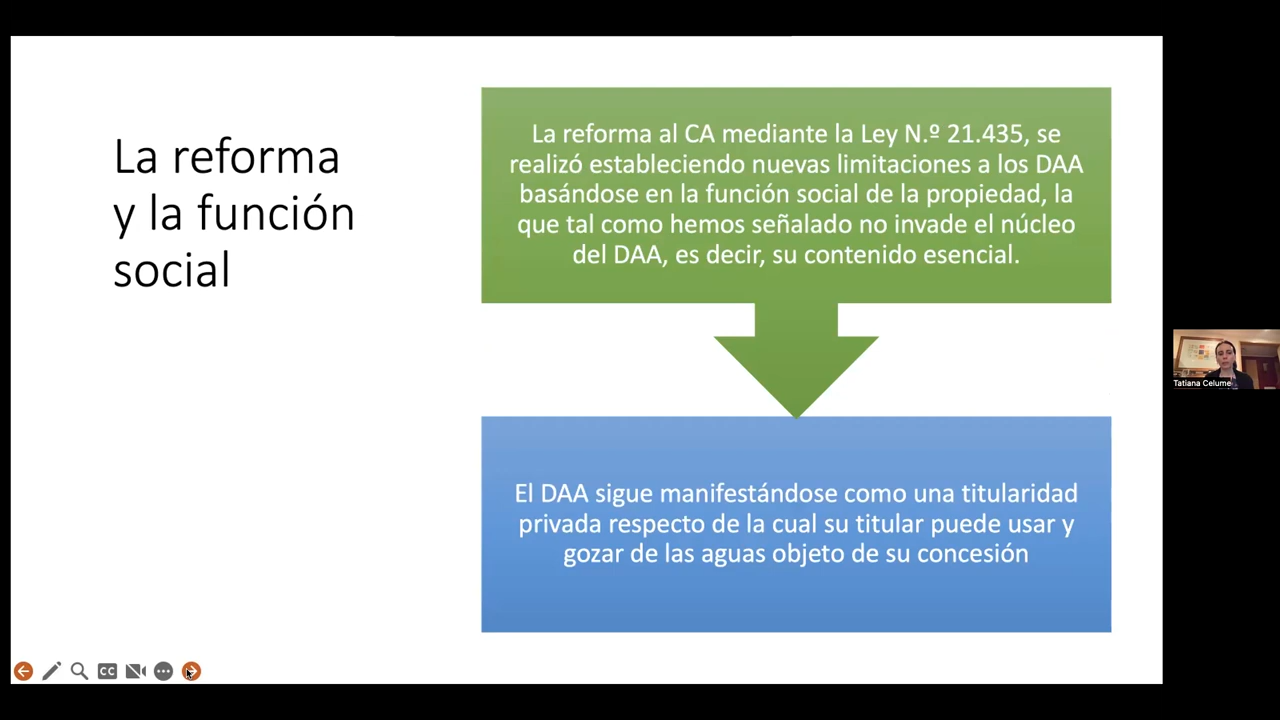 La reforma
y la función
social
La reforma al CA mediante la Ley N.º 21.435, se
realizó estableciendo nuevas limitaciones a los DAA
basándose en la función social de la propiedad, la
que tal como hemos señalado no invade el núcleo
del DAA, es decir, su contenido esencial.
El DAA sigue manifestándose como una titularidad
privada respecto de la cual su titular puede usar y
gozar de las aguas objeto de su concesión
CC
Tatiana Celume